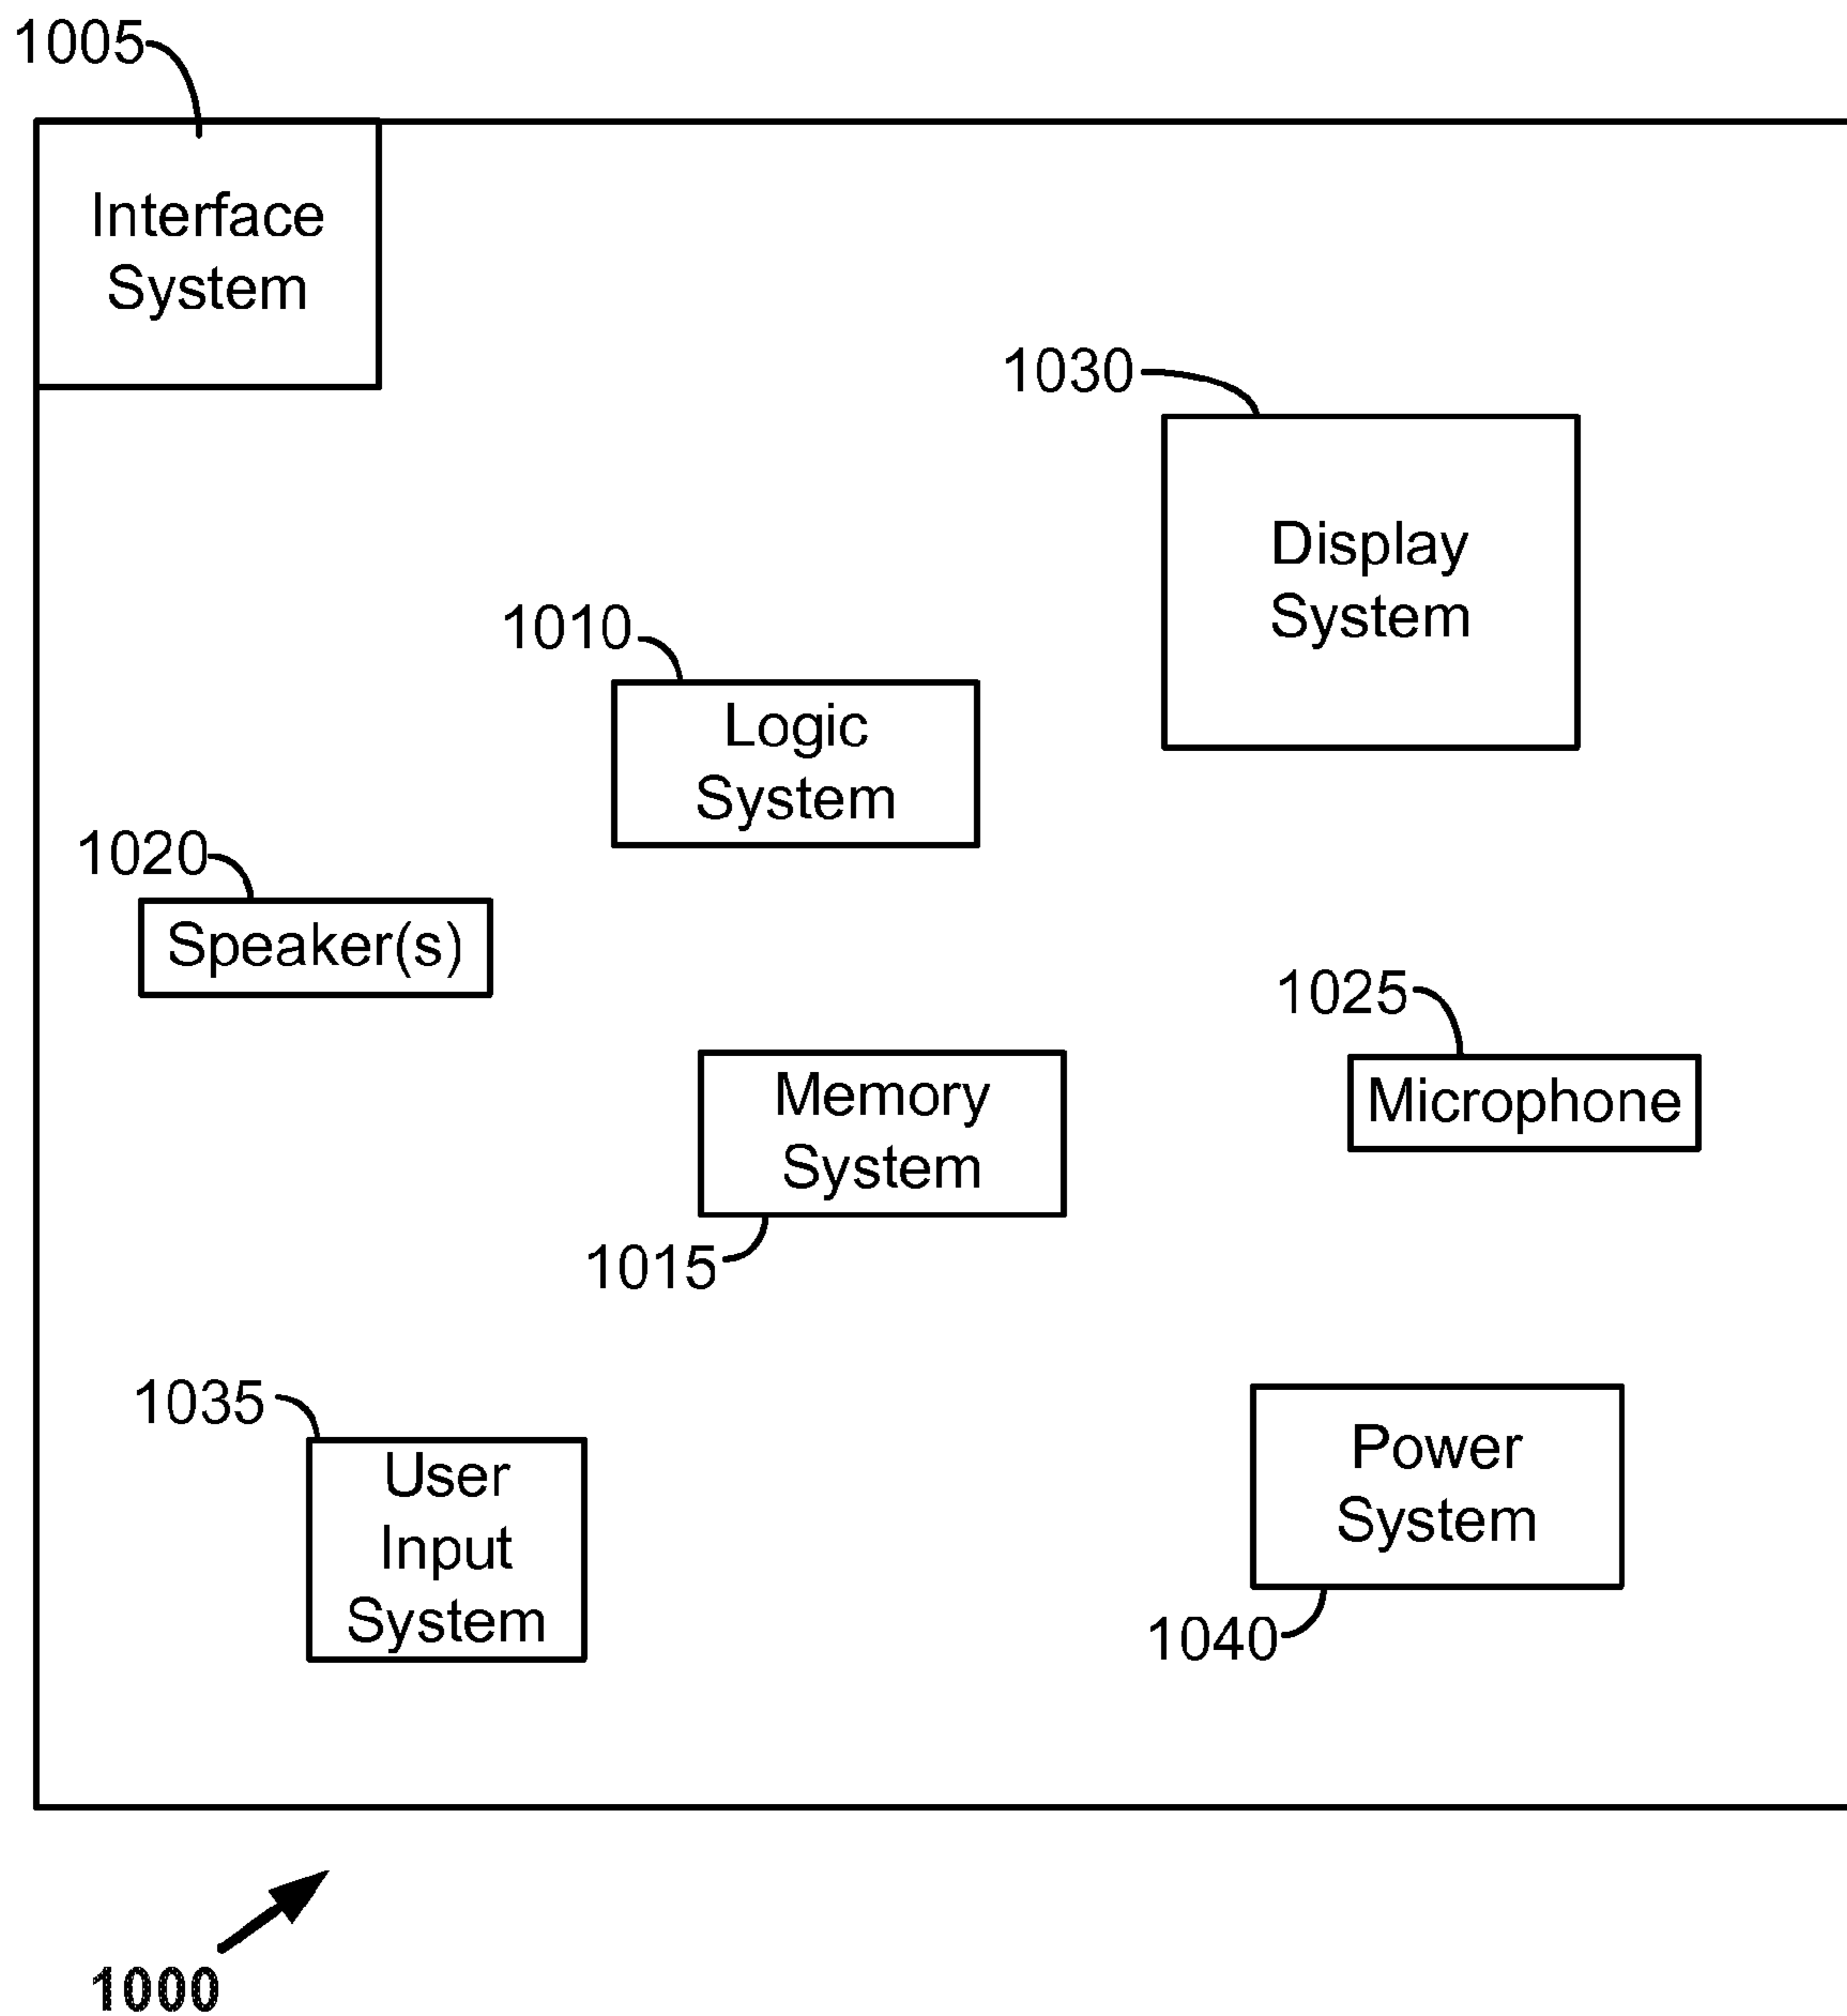 1005
Interface
System
1030
Display
System
1010
Logic
System
1020
Speaker(s)
1025
Microphone
Memory
System
1015
1035
User
Input
System
Power
System
1040
1000